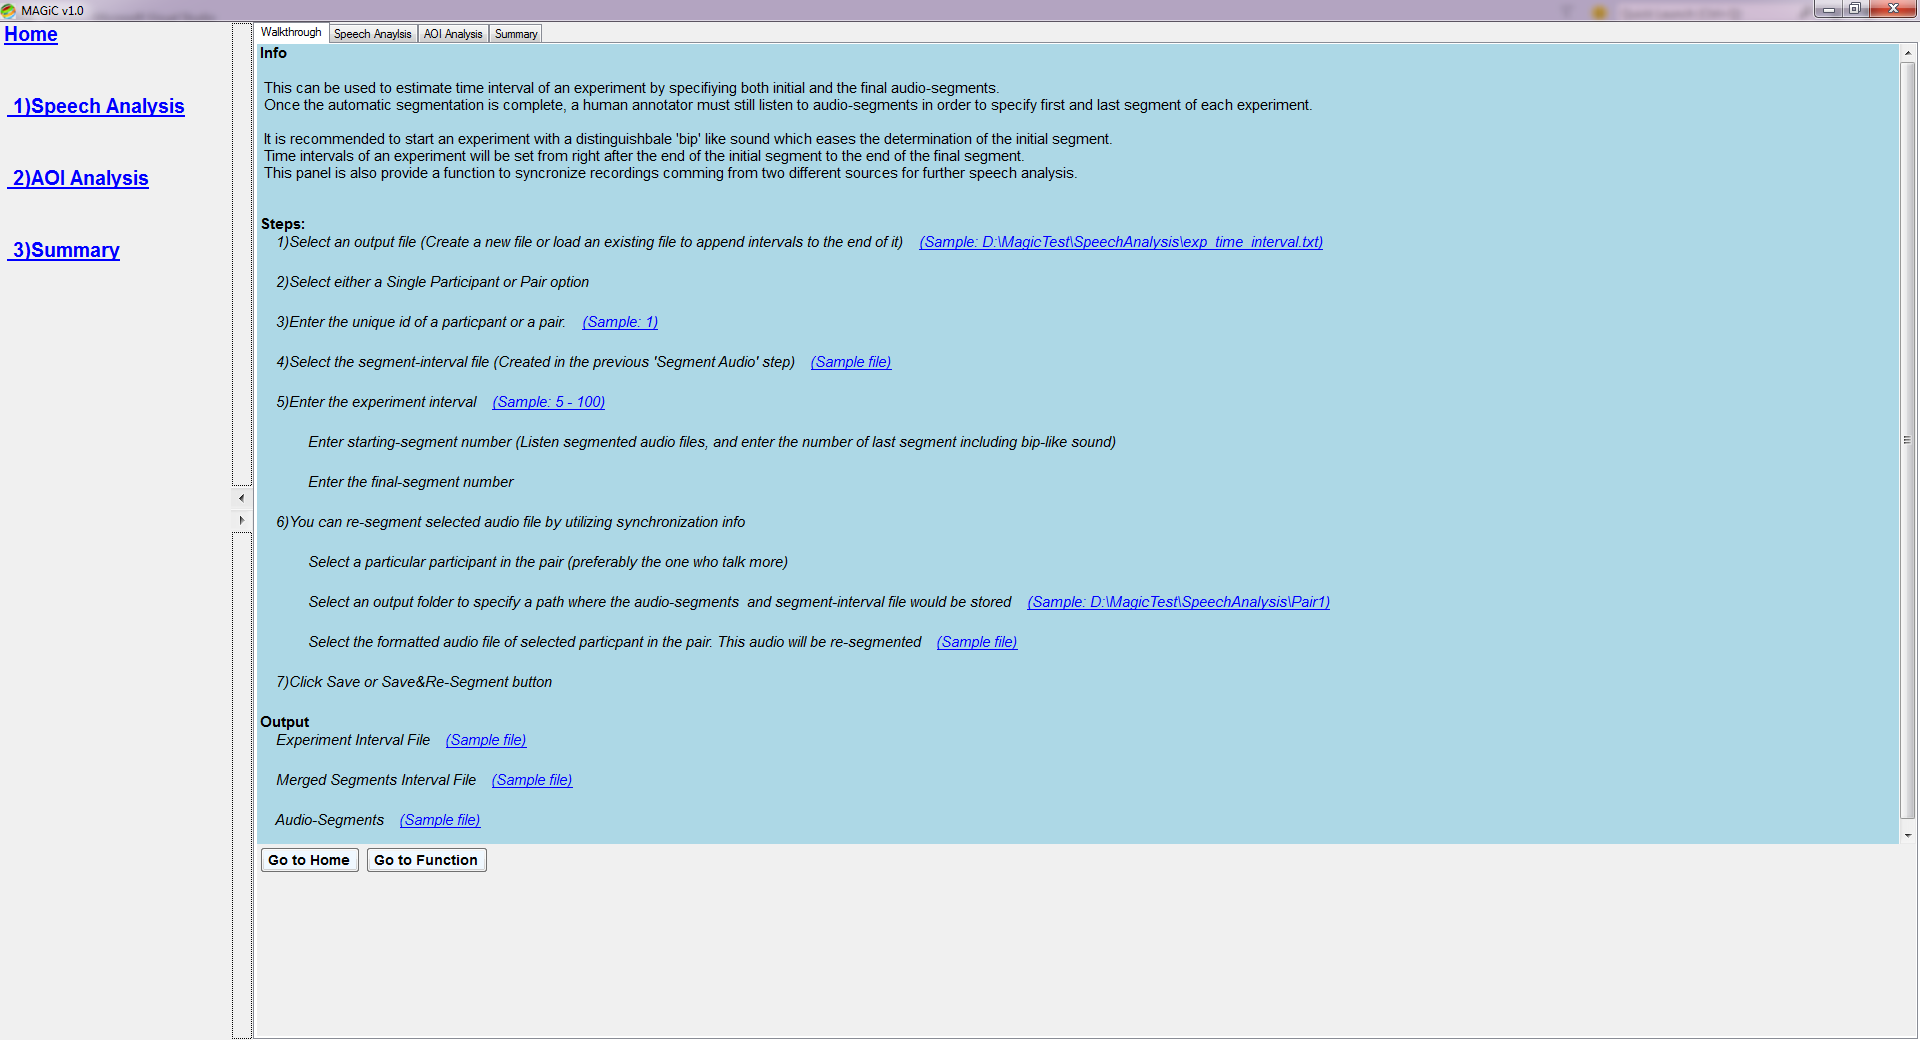 MAGiC v1.0
Home
1)Speech Analysis
2)AOI Analysis
3)Summary
Walkthrough
Speech Anaylsis
AOI Analysis
Summary
Info
This can be used to estimate time interval of an experiment by specifiying both initial and the final audio-segments.
Once the automatic segmentation is complete, a human annotator must still listen to audio-segments in order to specify first and last segment of each experiment.
It is recommended to start an experiment with a distinguishbale 'bip' like sound which eases the determination of the initial segment.
Time intervals of an experiment will be set from right after the end of the initial segment to the end of the final segment.
This panel is also provide a function to syncronize recordings comming from two different sources for further speech analysis.
Steps:
1)Select an output file (Create a new file or load an existing file to append intervals to the end of it) (Sample: D:\MagicTest\SpeechAnalysis\exp_time_interval.txt)
2)Select either a Single Participant or Pair option
3)Enter the unique id of a particpant or a pair. (Sample: 1)
4)Select the segment-interval file (Created in the previous 'Segment Audio' step) (Sample file)
5)Enter the experiment interval (Sample: 5 - 100)
Enter starting-segment number (Listen segmented audio files, and enter the number of last segment including bip-like sound)
Enter the final-segment number
6)You can re-segment selected audio file by utilizing synchronization info
Select a particular participant in the pair (preferably the one who talk more)
Select an output folder to specify a path where the audio-segments and segment-interval file would be stored (Sample: D:\MagicTest\SpeechAnalysis\Pair1)
Select the formatted audio file of selected particpant in the pair. This audio will be re-segmented (Sample file)
7)Click Save or Save&Re-Segment button
Output
Experiment Interval File (Sample file)
Merged Segments Interval File (Sample file)
Audio-Segments (Sample file)
Go to Home
Go to Function